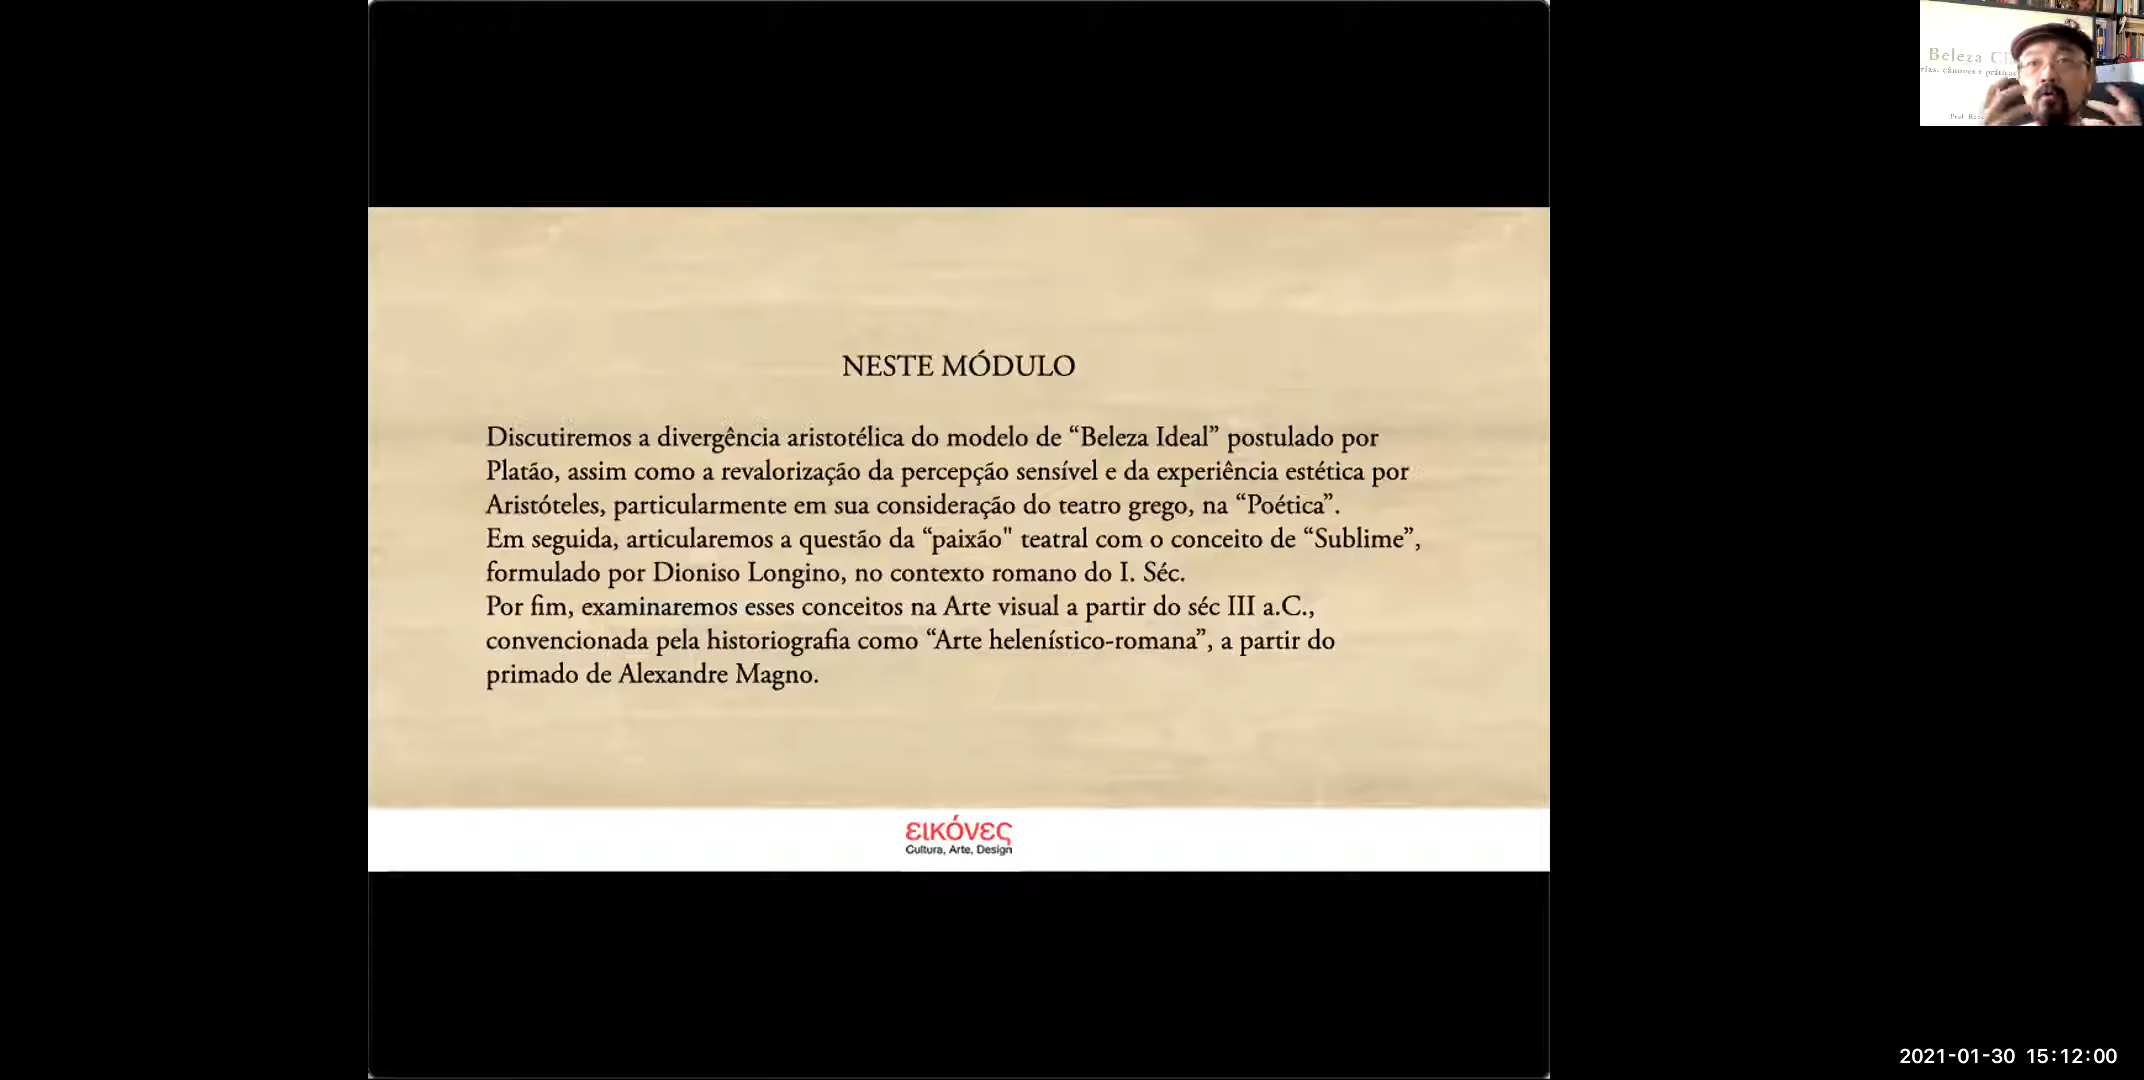 NESTE MÓDULO
Discutiremos a divergência aristotélica do modelo de “Beleza Ideal” postulado por
Platão, assim como a revalorização da percepção sensível e da experiência estética por
Aristóteles, particularmente em sua consideração do teatro grego, na “Poética”.
Em seguida, articularemos a questão da “paixão" teatral com o conceito de “Sublime”,
formulado por Dioniso Longino, no contexto romano do I. Séc.
Por fim, examinaremos esses conceitos na Arte visual a partir do séc III a.C.,
convencionada pela historiografia como “Arte helenístico-romana”, a partir do
primado de Alexandre Magno.
εικόνες
Cultura, Arte, Design
Beleza
cânones e práticas
Prof
2021-01-30 15:12:00